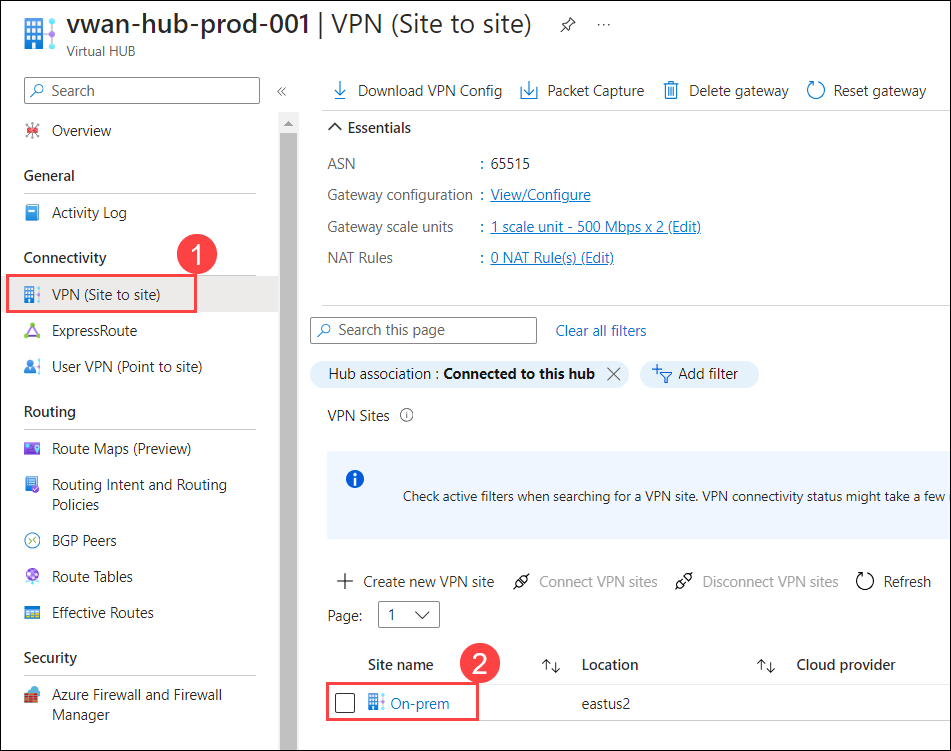 vwan-hub-prod-001 | VPN (Site to site) ...
Virtual HUB
Search «
Download VPN Config Packet Capture Delete gateway Reset gateway
Overview
General
Activity Log
Connectivity
1
VPN (Site to site)
ExpressRoute
User VPN (Point to site)
Routing
Route Maps (Preview)
Routing Intent and Routing
Policies
BGP Peers
Route Tables
Effective Routes
Security
Azure Firewall and Firewall
Manager
Essentials
ASN : 65515
Gateway configuration : View/Configure
Gateway scale units : 1 scale unit - 500 Mbps x 2 (Edit)
NAT Rules : 0 NAT Rule(s) (Edit)
Search this page Clear all filters
Hub association : Connected to this hub Add filter
VPN Sites
Check active filters when searching for a VPN site. VPN connectivity status might take a few
Create new VPN site Connect VPN sites Disconnect VPN sites Refresh
Page: 1
Site name 2 Location Cloud provider
On-prem eastus2